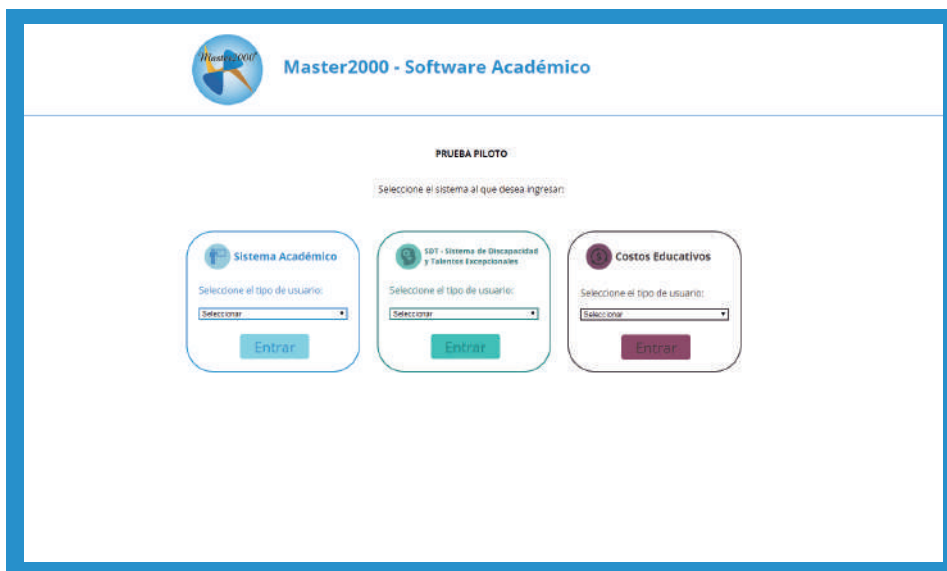 Master2000
Master2000 - Software Académico
PRUEBA PILOTO
Seleccione el sistema al que desea ingresar:
Sistema Académico
Seleccione el tipo de usuario:
Seleccionar
Entrar
SDT - Sistema de Discapacidad
y Talentos Excepcionales
Seleccione el tipo de usuario:
Seleccionar
Entrar
Costos Educativos
Seleccione el tipo de usuario:
Seleccionar
Entrar